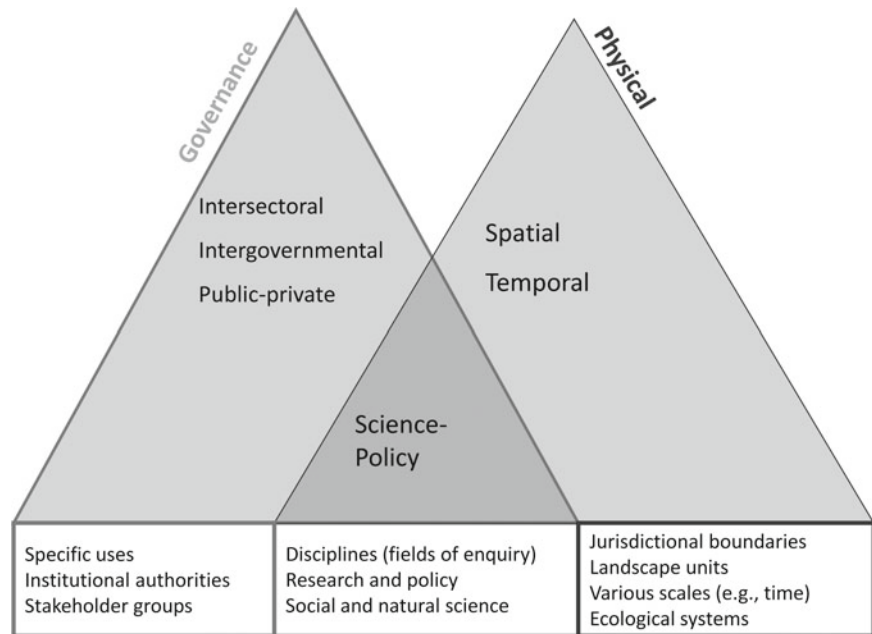 Governance
Physical
Intersectoral
Intergovernmental
Public-private
Spatial
Temporal
Science-
Policy
Specific uses
Institutional authorities
Stakeholder groups
Disciplines (fields of enquiry)
Research and policy
Social and natural science
Jurisdictional boundaries
Landscape units
Various scales (e.g., time)
Ecological systems